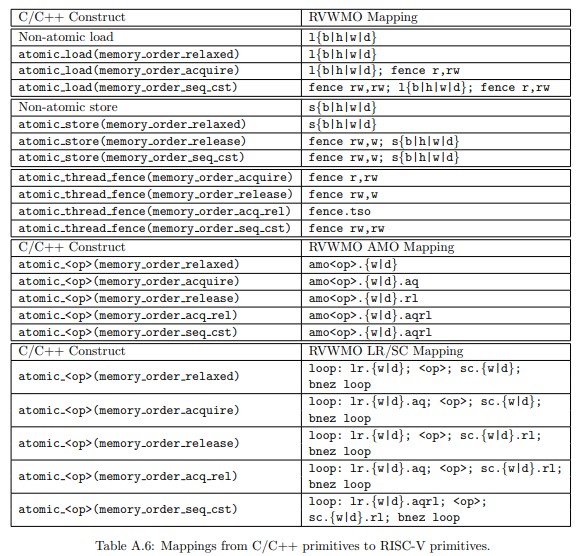 C/C++ Construct RVWMO Mapping
Non-atomic load l{b|h|w|d}
atomic_load(memory_order_relaxed) l{b|h|w|d}
atomic_load(memory_order_acquire) l{b|h|w|d}; fence r,rw
atomic_load(memory_order_seq_cst) fence rw,rw; l{b|h|w|d}; fence r,rw
Non-atomic store s{b|h|w|d}
atomic_store(memory_order_relaxed) s{b|h|w|d}
atomic_store(memory_order_release) fence rw,w; s{b|h|w|d}
atomic_store(memory_order_seq_cst) fence rw,w; s{b|h|w|d}
atomic_thread_fence(memory_order_acquire) fence r,rw
atomic_thread_fence(memory_order_release) fence rw,w
atomic_thread_fence(memory_order_acq_rel) fence.tso
atomic_thread_fence(memory_order_seq_cst) fence rw,rw
C/C++ Construct RVWMO AMO Mapping
atomic_<op>(memory_order_relaxed) amo<op>.{w|d}
atomic_<op>(memory_order_acquire) amo<op>.{w|d}.aq
atomic_<op>(memory_order_release) amo<op>.{w|d}.rl
atomic_<op>(memory_order_acq_rel) amo<op>.{w|d}.aqrl
atomic_<op>(memory_order_seq_cst) amo<op>.{w|d}.aqrl
C/C++ Construct RVWMO LR/SC Mapping
atomic_<op>(memory_order_relaxed) loop: lr.{w|d}; <op>; sc.{w|d};
bnez loop
atomic_<op>(memory_order_acquire) loop: lr.{w|d}.aq; <op>; sc.{w|d};
bnez loop
atomic_<op>(memory_order_release) loop: lr.{w|d}; <op>; sc.{w|d}.rl;
bnez loop
atomic_<op>(memory_order_acq_rel) loop: lr.{w|d}.aq; <op>; sc.{w|d}.rl;
bnez loop
atomic_<op>(memory_order_seq_cst) loop: lr.{w|d}.aqrl; <op>;
sc.{w|d}.rl; bnez loop
Table A.6: Mappings from C/C++ primitives to RISC-V primitives.